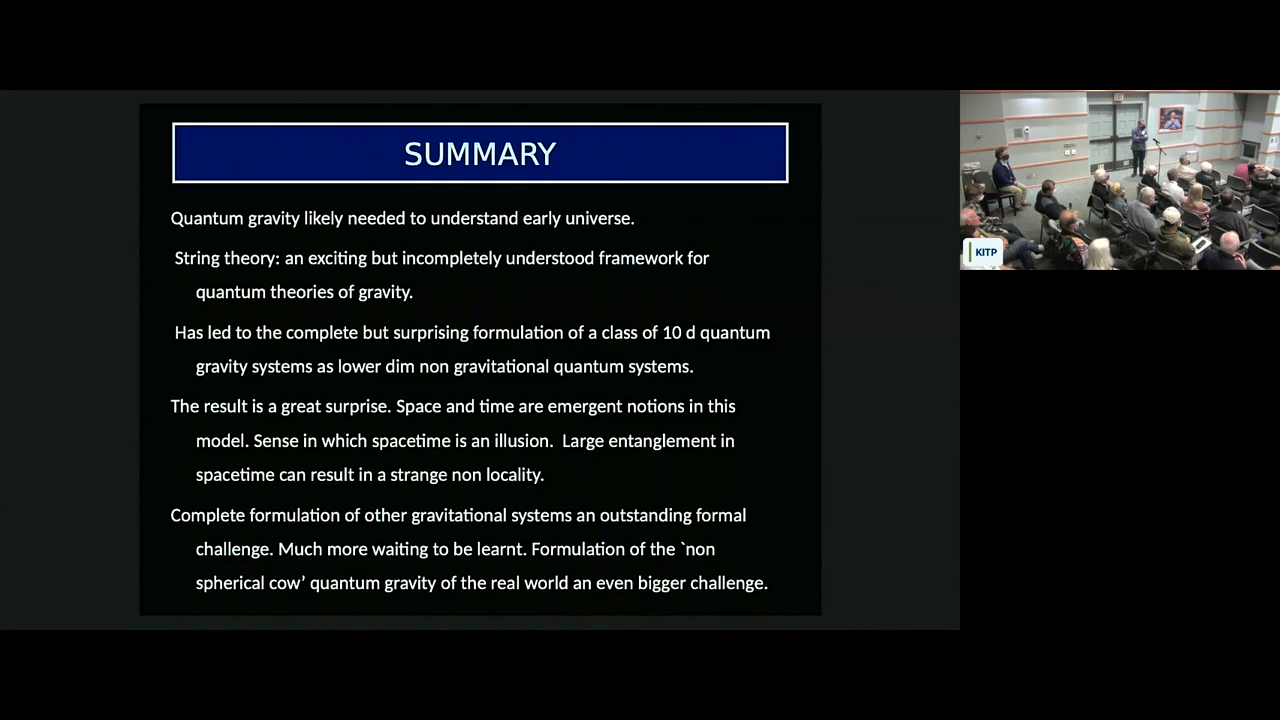 SUMMARY
Quantum gravity likely needed to understand early universe.
String theory: an exciting but incompletely understood framework for
quantum theories of gravity.
Has led to the complete but surprising formulation of a class of 10 d quantum
gravity systems as lower dim non gravitational quantum systems.
The result is a great surprise. Space and time are emergent notions in this
model. Sense in which spacetime is an illusion.  Large entanglement in
spacetime can result in a strange non locality.
Complete formulation of other gravitational systems an outstanding formal
challenge. Much more waiting to be learnt. Formulation of the `non
spherical cow’ quantum gravity of the real world an even bigger challenge.
KITP